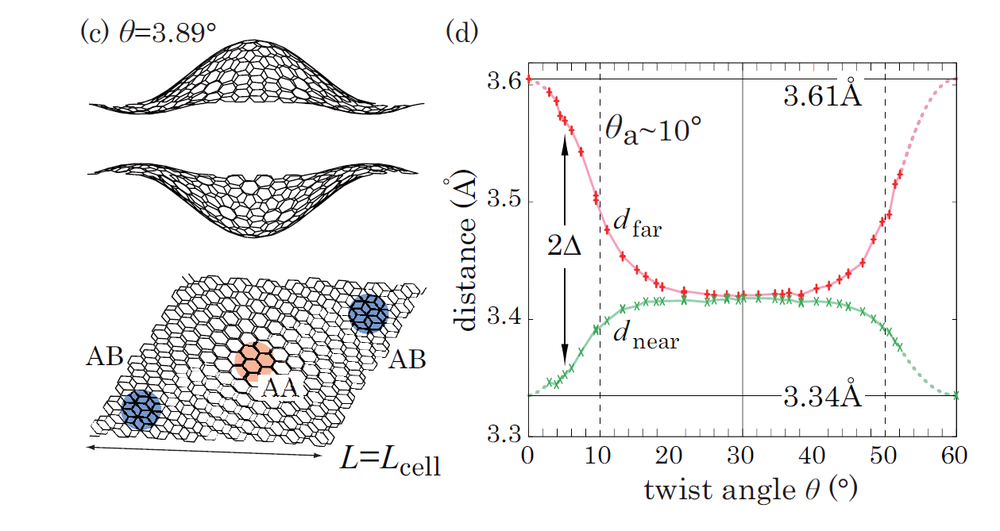 (c) θ=3.89°
AB
AA
AB
L=Lcell
(d)
distance (Å)
3.6
3.5
3.4
3.3
3.61Å
θa~10°
dfar
2Δ
dnear
3.34Å
0 10 20 30 40 50 60
twist angle θ (°)